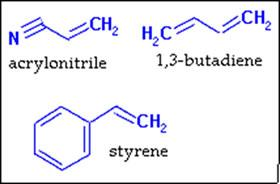 N CH₂ H₂C CH₂
acrylonitrile 1,3-butadiene
CH₂
styrene